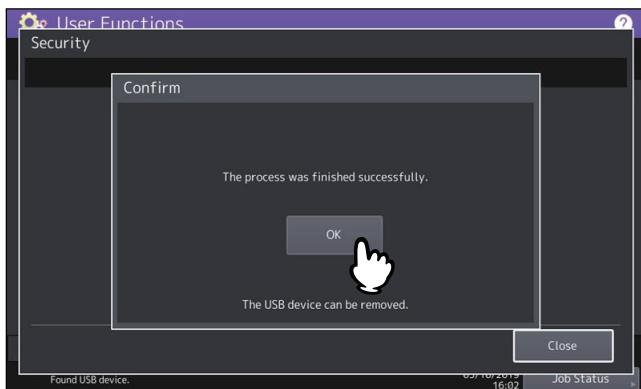 User Functions
?
Security
Confirm
The process was finished successfully.
OK
The USB device can be removed.
Close
Found USB device.
16:02
Job Status